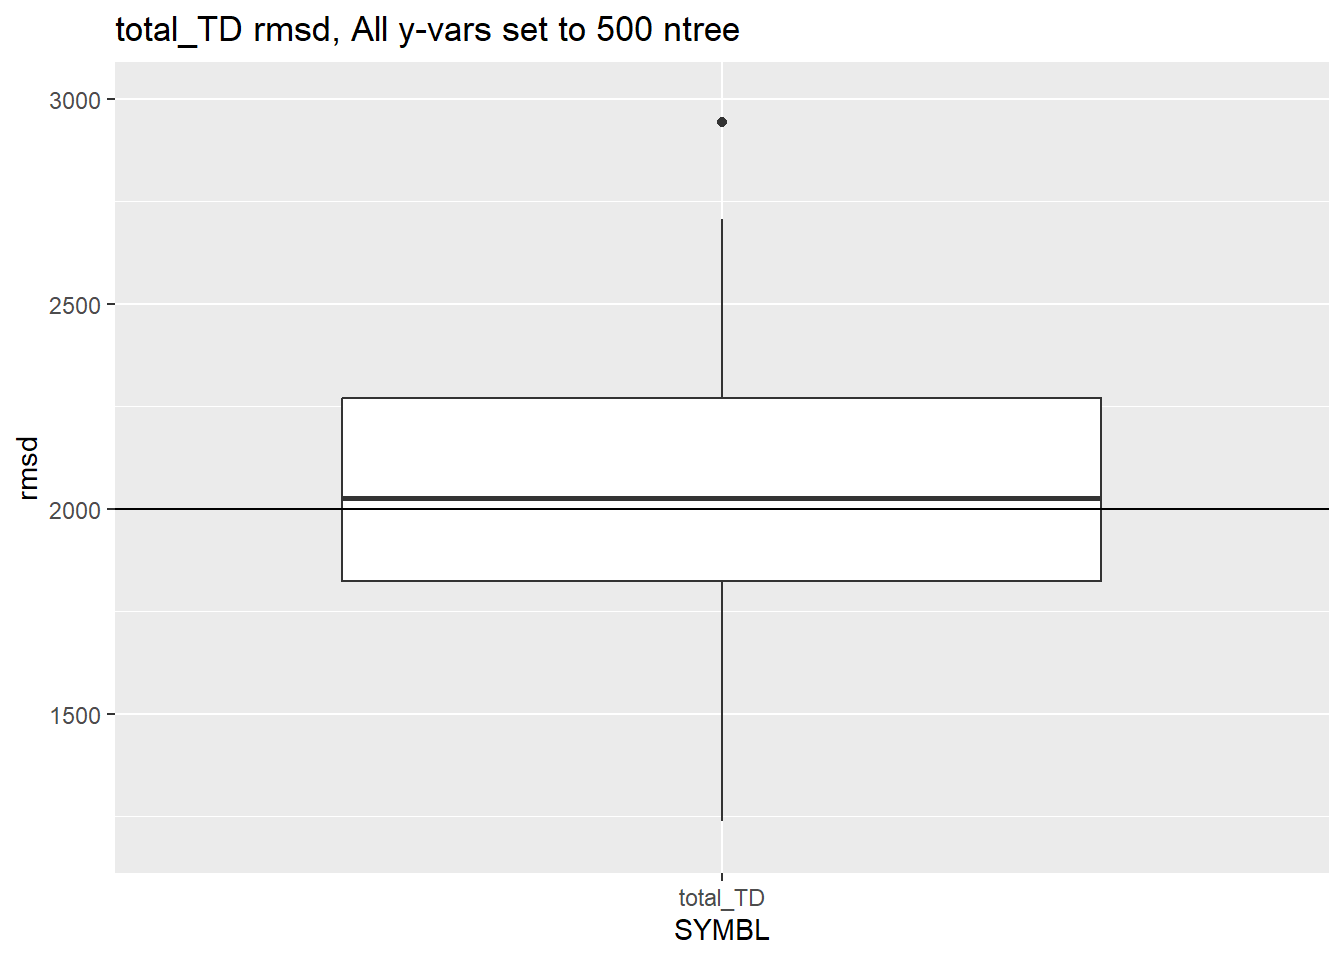 total_TD rmsd, All y-vars set to 500 ntree
3000
2500
2000
1500
rmsd
total_TD
SYMBL